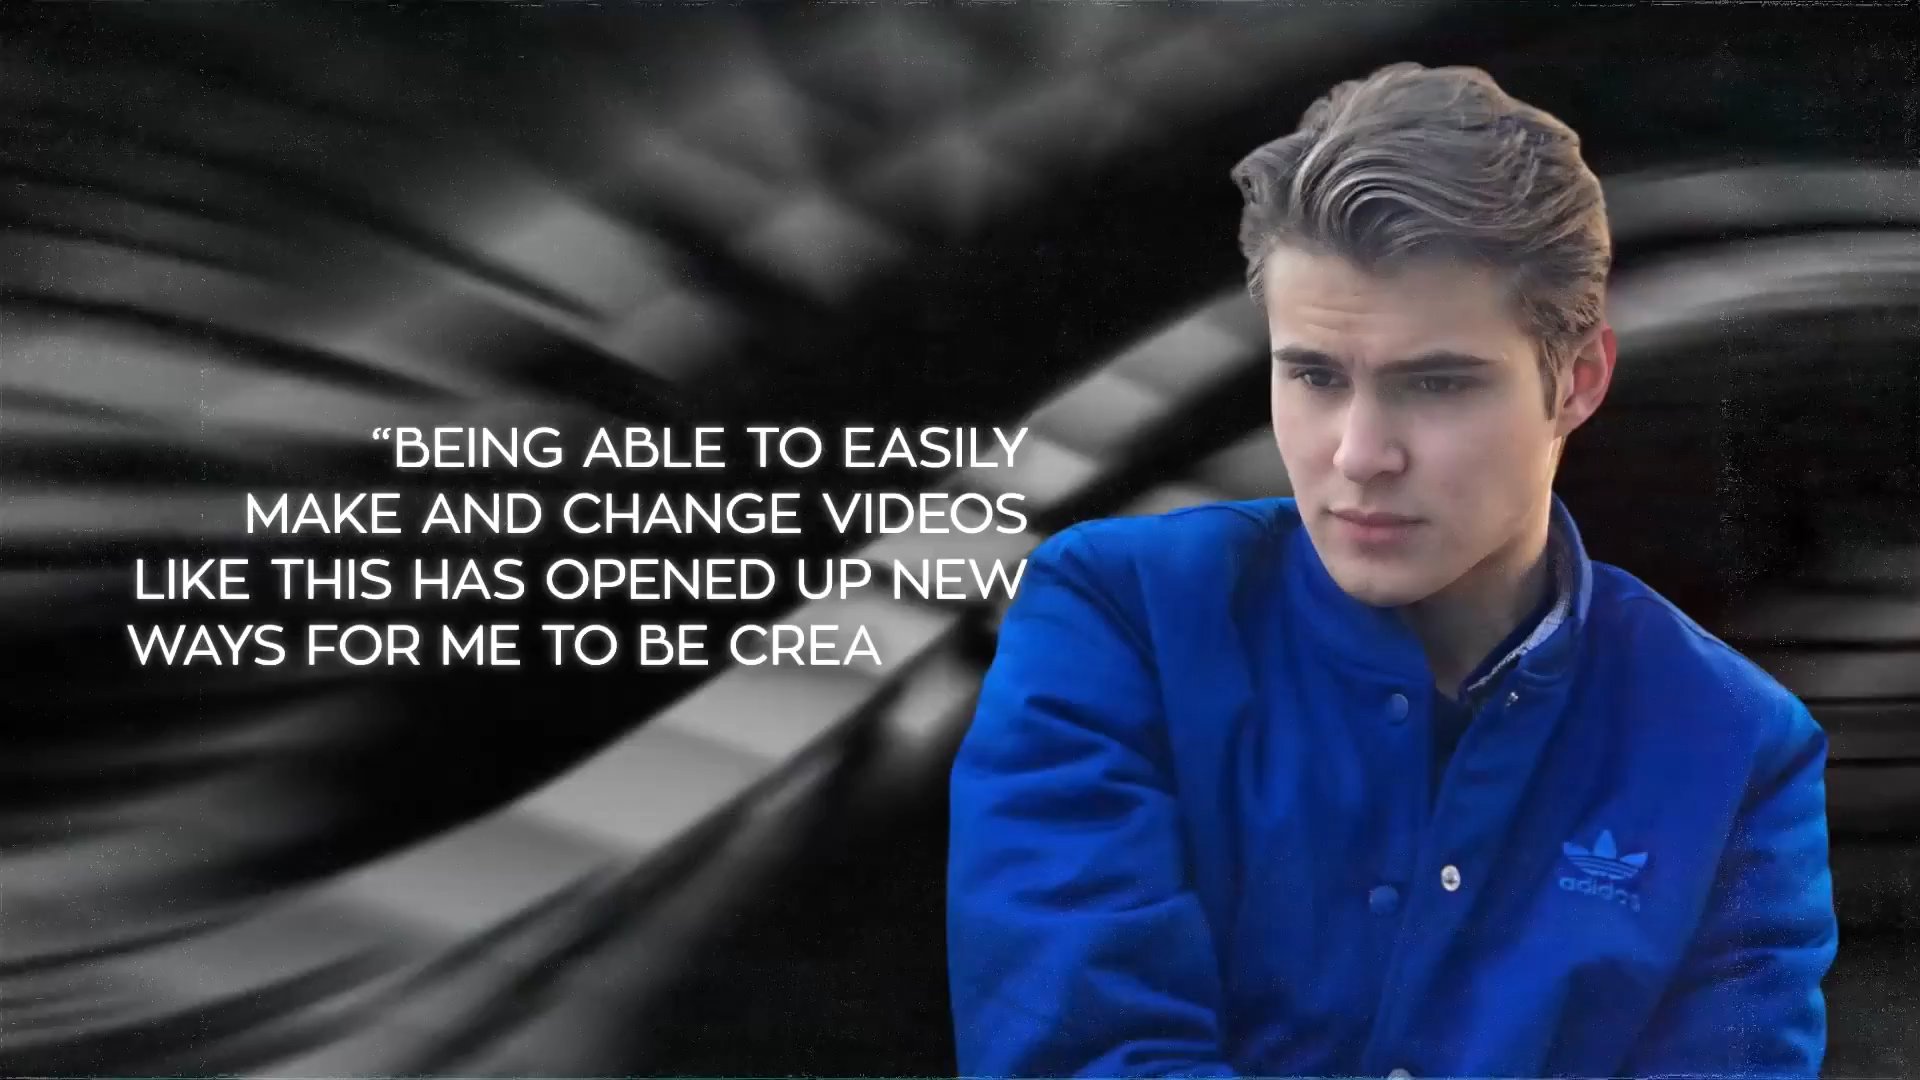 “BEING ABLE TO EASILY
MAKE AND CHANGE VIDEOS
LIKE THIS HAS OPENED UP NEW
WAYS FOR ME TO BE CREA
adidas